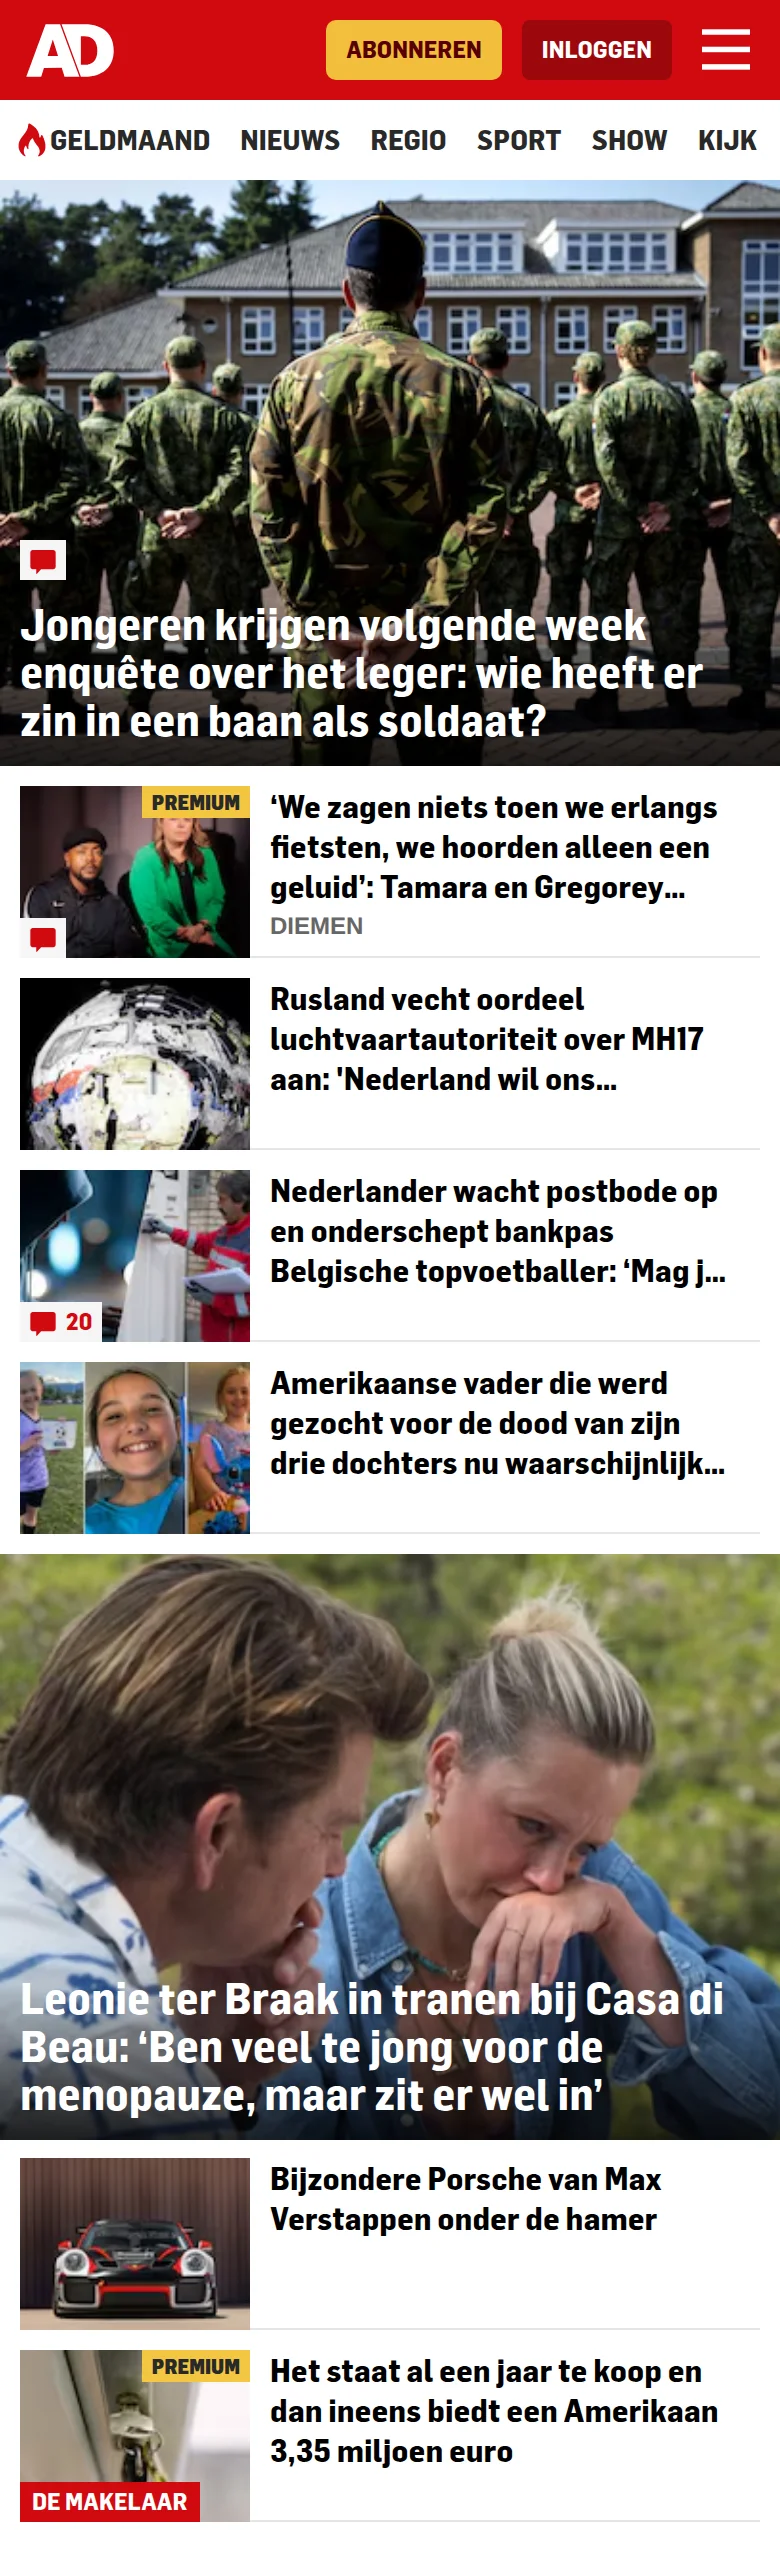 AD
ABONNEREN
INLOGGEN
GELDMAAND NIEUWS REGIO SPORT SHOW KIJK
Jongeren krijgen volgende week
enquête over het leger: wie heeft er
zin in een baan als soldaat?
PREMIUM
‘We zagen niets toen we erlangs
fietsten, we hoorden alleen een
geluid’: Tamara en Gregorey...
DIEMEN
Rusland vecht oordeel
luchtvaartautoriteit over MH17
aan: 'Nederland wil ons...
Nederlander wacht postbode op
en onderschept bankpas
Belgische topvoetballer: ‘Mag j...
20
Amerikaanse vader die werd
gezocht voor de dood van zijn
drie dochters nu waarschijnlijk...
Leonie ter Braak in tranen bij Casa di
Beau: ‘Ben veel te jong voor de
menopauze, maar zit er wel in’
Bijzondere Porsche van Max
Verstappen onder de hamer
PREMIUM
DE MAKELAAR
Het staat al een jaar te koop en
dan ineens biedt een Amerikaan
3,35 miljoen euro